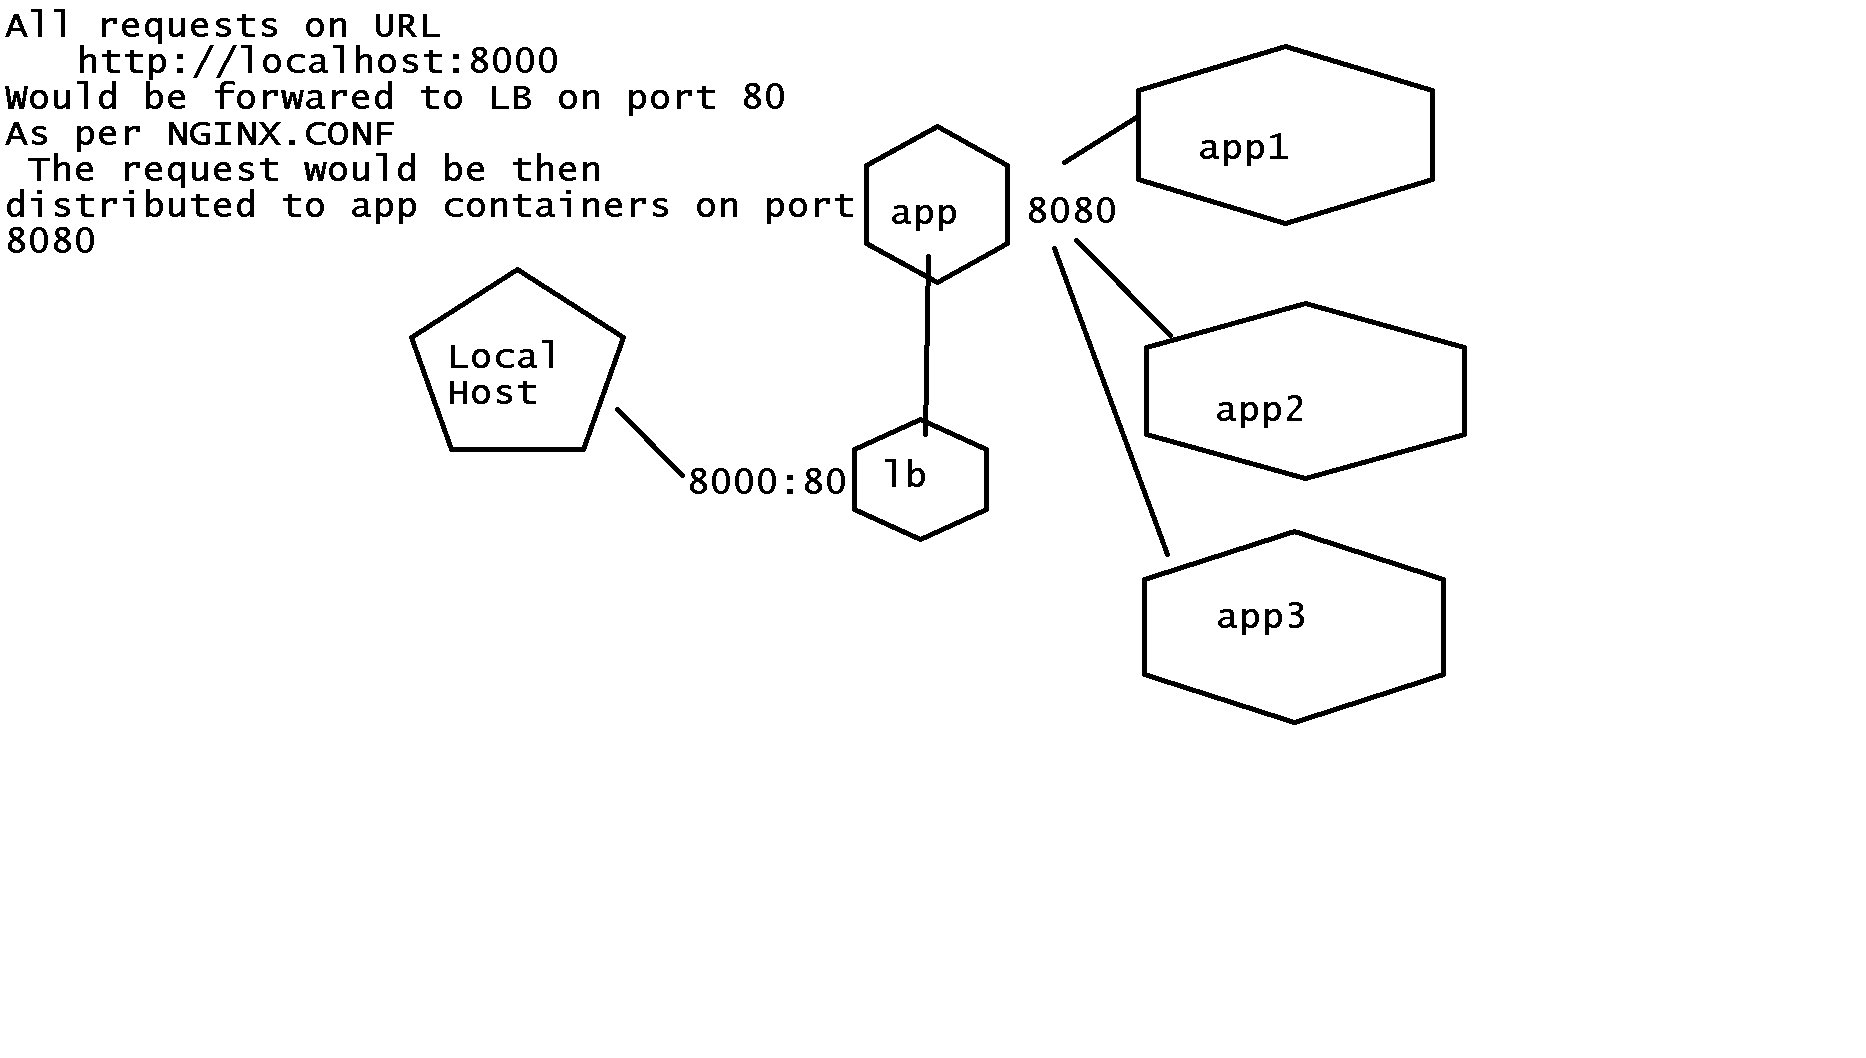 All requests on URL
http://localhost:8000
Would be forwared to LB on port 80
As per NGINX.CONF
The request would be then
distributed to app containers on port
8080
app
8080
app1
Local
Host
8000:80
lb
app2
app3